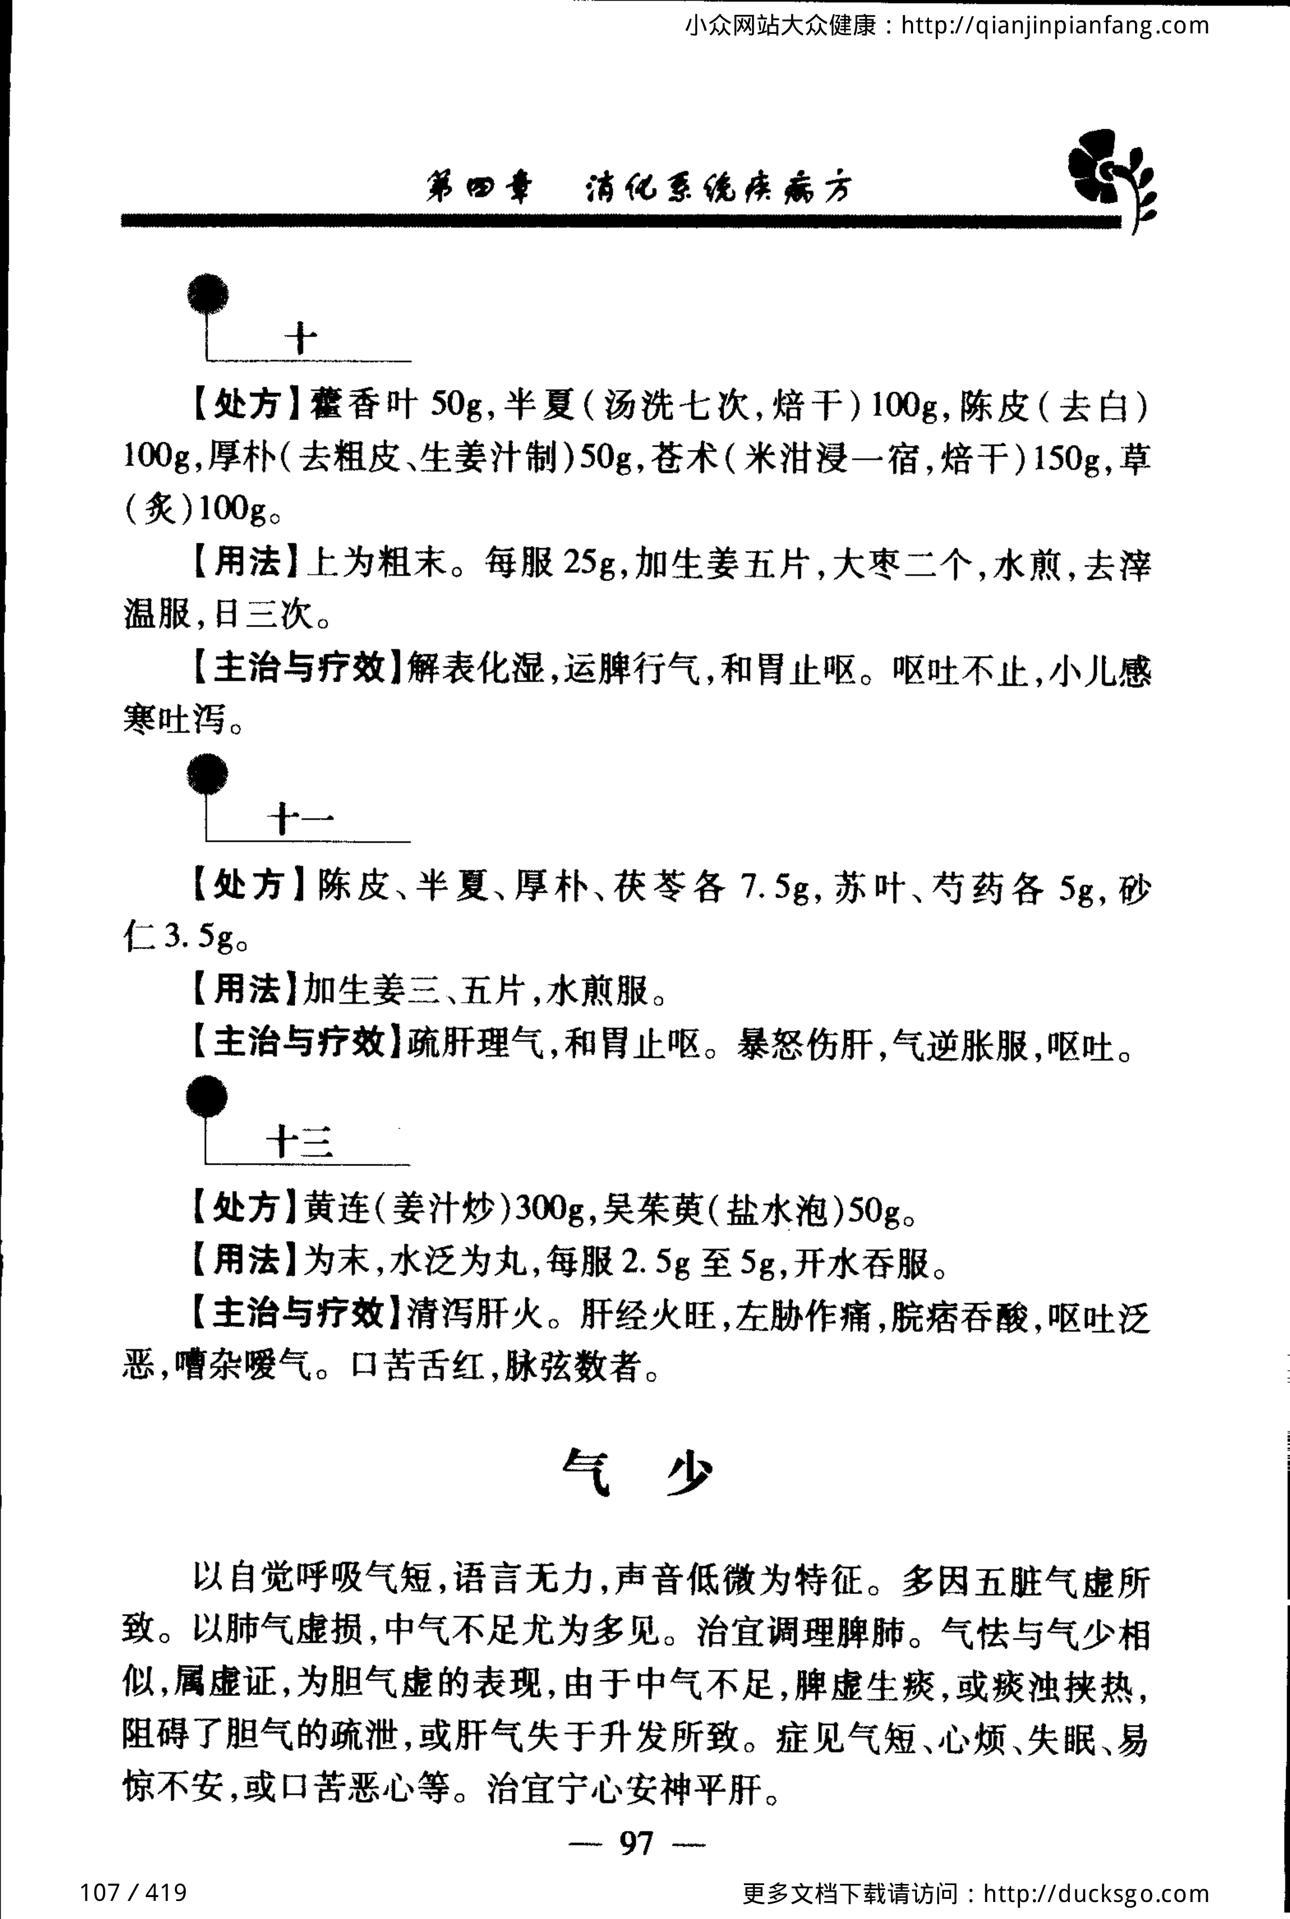 小众网站大众健康：http://qianjinpianfang.com
第四章 消化系统疾病方
十
【处方】藿香叶 50g,半夏(汤洗七次,焙干)100g,陈皮(去白)
100g,厚朴(去粗皮、生姜汁制)50g,苍术(米泔浸一宿,焙干)150g,草
(炙)100g。
【用法】上为粗末。每服 25g,加生姜五片,大枣二个,水煎,去滓
温服,日三次。
【主治与疗效】解表化湿,运脾行气,和胃止呕。呕吐不止,小儿感
寒吐泻。
十一
【处方】陈皮、半夏、厚朴、茯苓各 7.5g,苏叶、芍药各 5g,砂
仁 3.5g。
【用法】加生姜三、五片,水煎服。
【主治与疗效】疏肝理气,和胃止呕。暴怒伤肝,气逆胀服,呕吐。
十三
【处方】黄连(姜汁炒)300g,吴茱萸(盐水泡)50g。
【用法】为末,水泛为丸,每服 2.5g 至 5g,开水吞服。
【主治与疗效】清泻肝火。肝经火旺,左胁作痛,脘痞吞酸,呕吐泛
恶,嘈杂嗳气。口苦舌红,脉弦数者。
气 少
以自觉呼吸气短,语言无力,声音低微为特征。多因五脏气虚所
致。以肺气虚损,中气不足尤为多见。治宜调理脾肺。气怯与气少相
似,属虚证,为胆气虚的表现,由于中气不足,脾虚生痰,或痰浊挟热,
阻碍了胆气的疏泄,或肝气失于升发所致。症见气短、心烦、失眠、易
惊不安,或口苦恶心等。治宜宁心安神平肝。
— 97 —
107 / 419
更多文档下载请访问：http://ducksgo.com